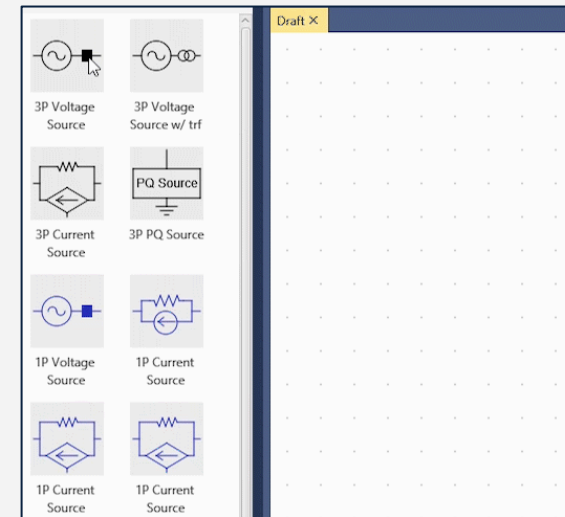 Draft ×
3P Voltage
Source
3P Voltage
Source w/ trf
PQ Source
3P Current
Source
3P PQ Source
1P Voltage
Source
1P Current
Source
1P Current
Source
1P Current
Source